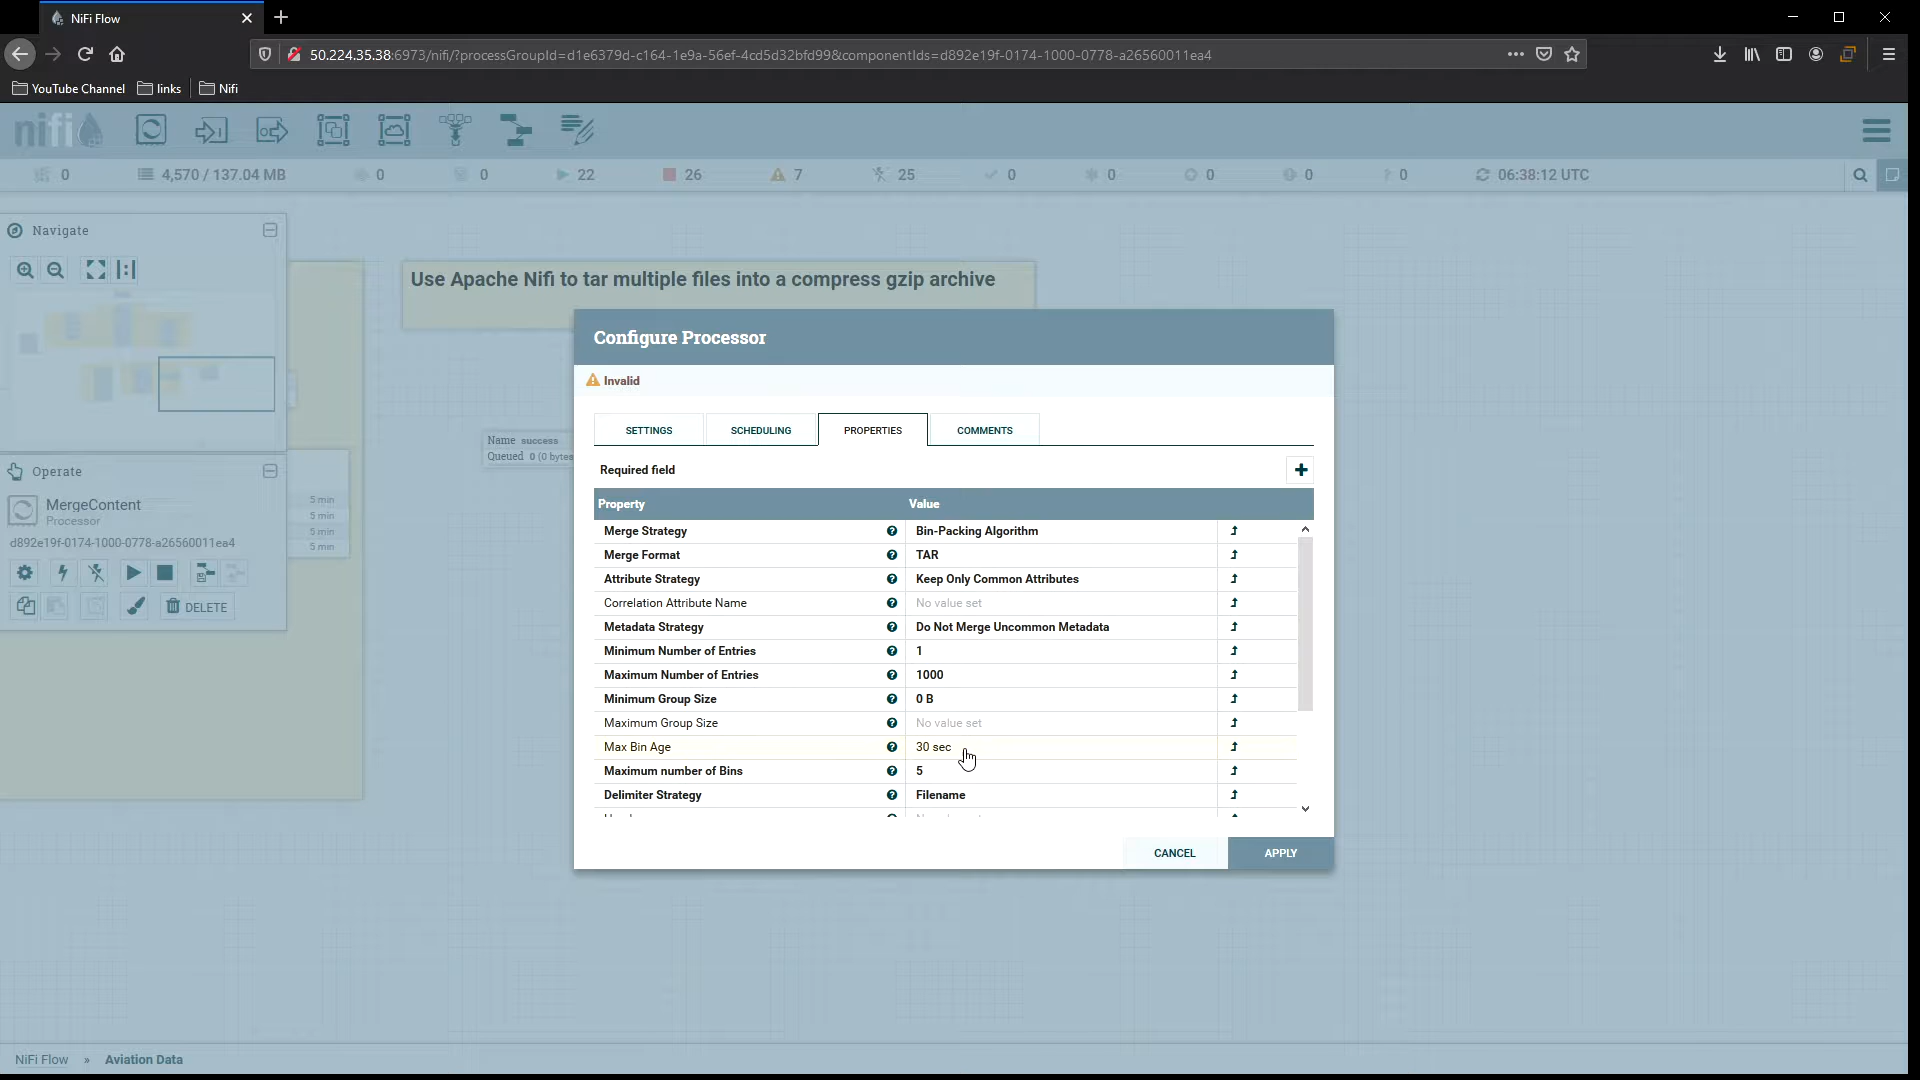 NiFi Flow
50.224.35.38:6973/nifi/?processGroupId=d1e6379d-c164-1e9a-56ef-4cd5d32bfd99&componentIds=d892e19f-0174-1000-0778-a26560011ea4
YouTube Channel links Nifi
nifi
0 4,570 / 137.04 MB 0 0 22 26 7 25 0 0 0 0 0 06:38:12 UTC
Navigate
Use Apache Nifi to tar multiple files into a compress gzip archive
Name success
Queued 0 (0 bytes
Operate
MergeContent
Processor
d892e19f-0174-1000-0778-a26560011ea4
DELETE
5 min
5 min
5 min
5 min
Configure Processor
Invalid
SETTINGS SCHEDULING PROPERTIES COMMENTS
Required field
Property Value
Merge Strategy Bin-Packing Algorithm
Merge Format TAR
Attribute Strategy Keep Only Common Attributes
Correlation Attribute Name No value set
Metadata Strategy Do Not Merge Uncommon Metadata
Minimum Number of Entries 1
Maximum Number of Entries 1000
Minimum Group Size 0 B
Maximum Group Size No value set
Max Bin Age 30 sec
Maximum number of Bins 5
Delimiter Strategy Filename
CANCEL APPLY
NiFi Flow » Aviation Data